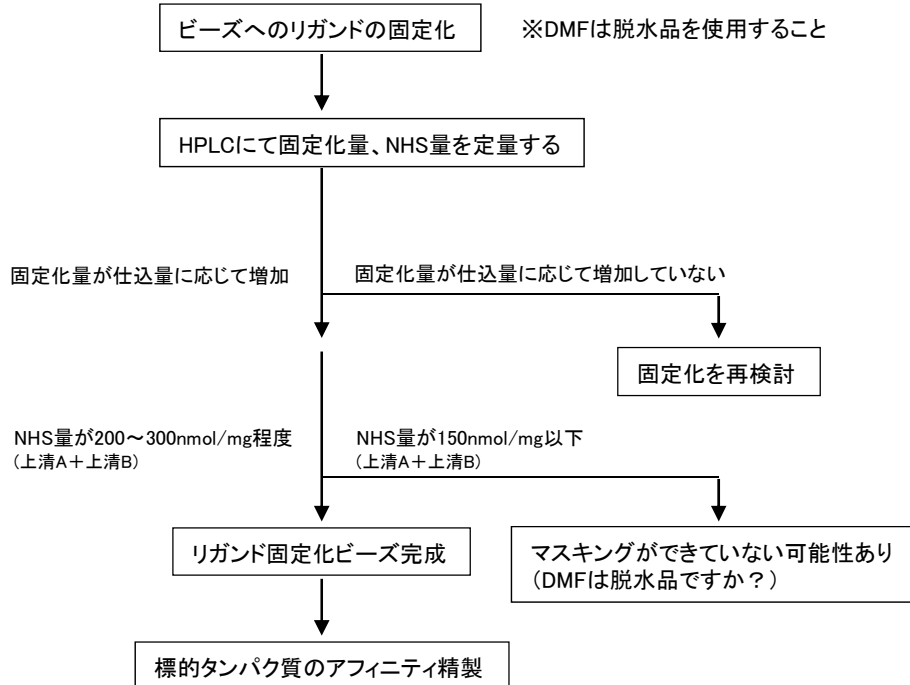 ビーズへのリガンドの固定化
※DMFは脱水品を使用すること
HPLCにて固定化量、NHS量を定量する
固定化量が仕込量に応じて増加
固定化量が仕込量に応じて増加していない
固定化を再検討
NHS量が200～300nmol/mg程度
(上清A+上清B)
NHS量が150nmol/mg以下
(上清A+上清B)
リガンド固定化ビーズ完成
マスキングができていない可能性あり
(DMFは脱水品ですか?)
標的タンパク質のアフィニティ精製